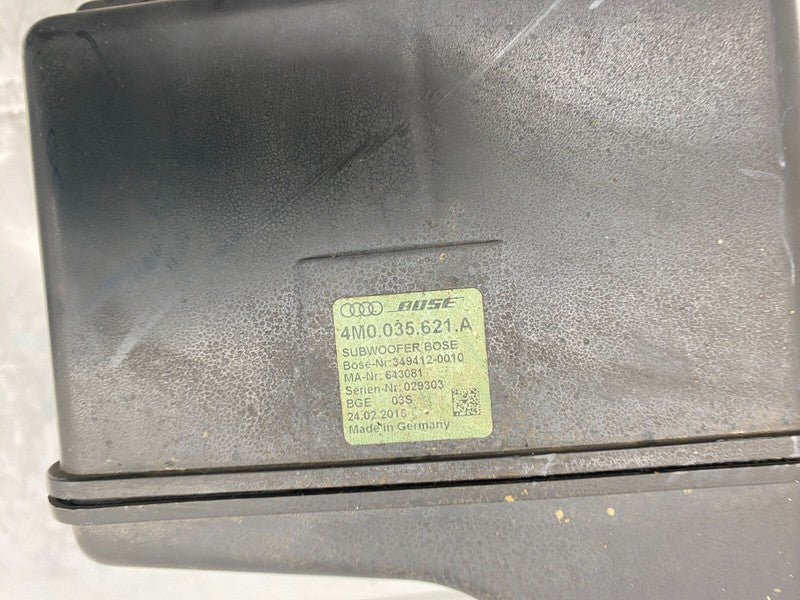 BOSE
4M0.035.621.A
SUBWOOFER BOSE
Bose-Nr:349412-0010
MA-Nr: 643081
Serien-Nr: 029303
BGE 03S
24.02.2016
Made in Germany